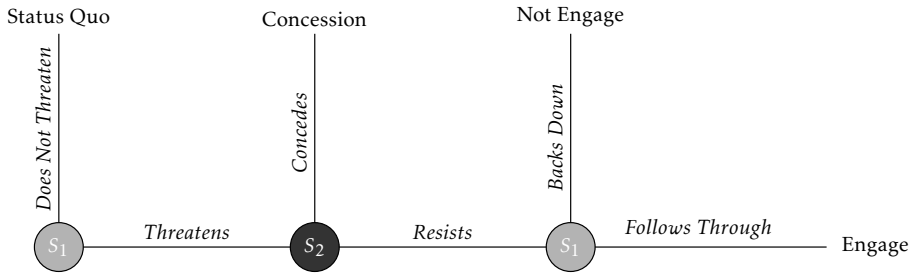 Status Quo
Concession
Not Engage
Does Not Threaten
Concedes
Backs Down
S1
Threatens
S2
Resists
S1
Follows Through
Engage